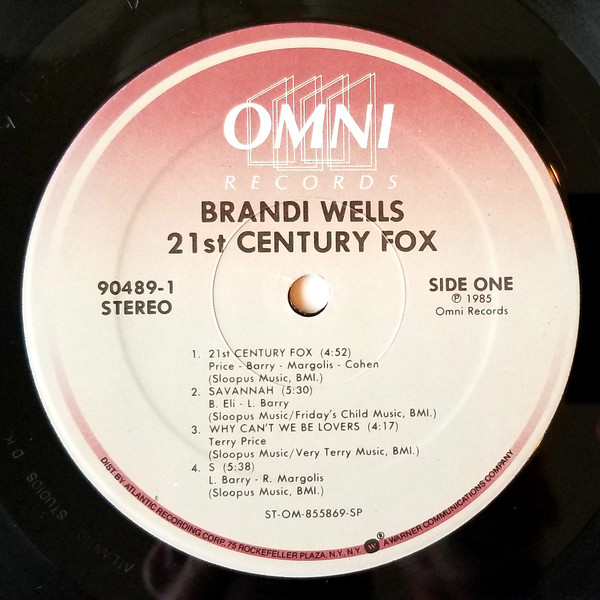 OMNI
RECORDS
BRANDI WELLS
21st CENTURY FOX
90489-1
STEREO
SIDE ONE
℗ 1985
Omni Records
1. 21st CENTURY FOX (4:52)
Price - Barry - Margolis - Cohen
(Sloopus Music, BMI.)
2. SAVANNAH (5:30)
B. Eli - L. Barry
(Sloopus Music/Friday's Child Music, BMI.)
3. WHY CAN'T WE BE LOVERS (4:17)
Terry Price
(Sloopus Music/Very Terry Music, BMI.)
4. S (5:38)
L. Barry - R. Margolis
(Sloopus Music, BMI.)
ST-OM-855869-SP
DIST. BY ATLANTIC RECORDING CORP. 75 ROCKEFELLER PLAZA, N.Y., N.Y. W ® A WARNER COMMUNICATIONS COMPANY
STUDIOS DK